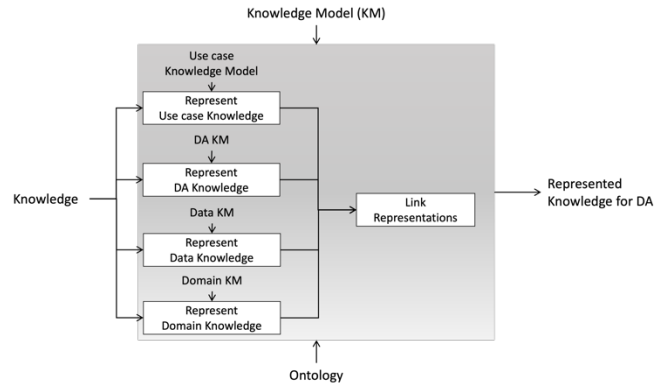 Knowledge Model (KM)
Use case
Knowledge Model
Represent
Use case Knowledge
DA KM
Represent
DA Knowledge
Knowledge
Data KM
Represent
Data Knowledge
Domain KM
Represent
Domain Knowledge
Link
Representations
Represented
Knowledge for DA
Ontology